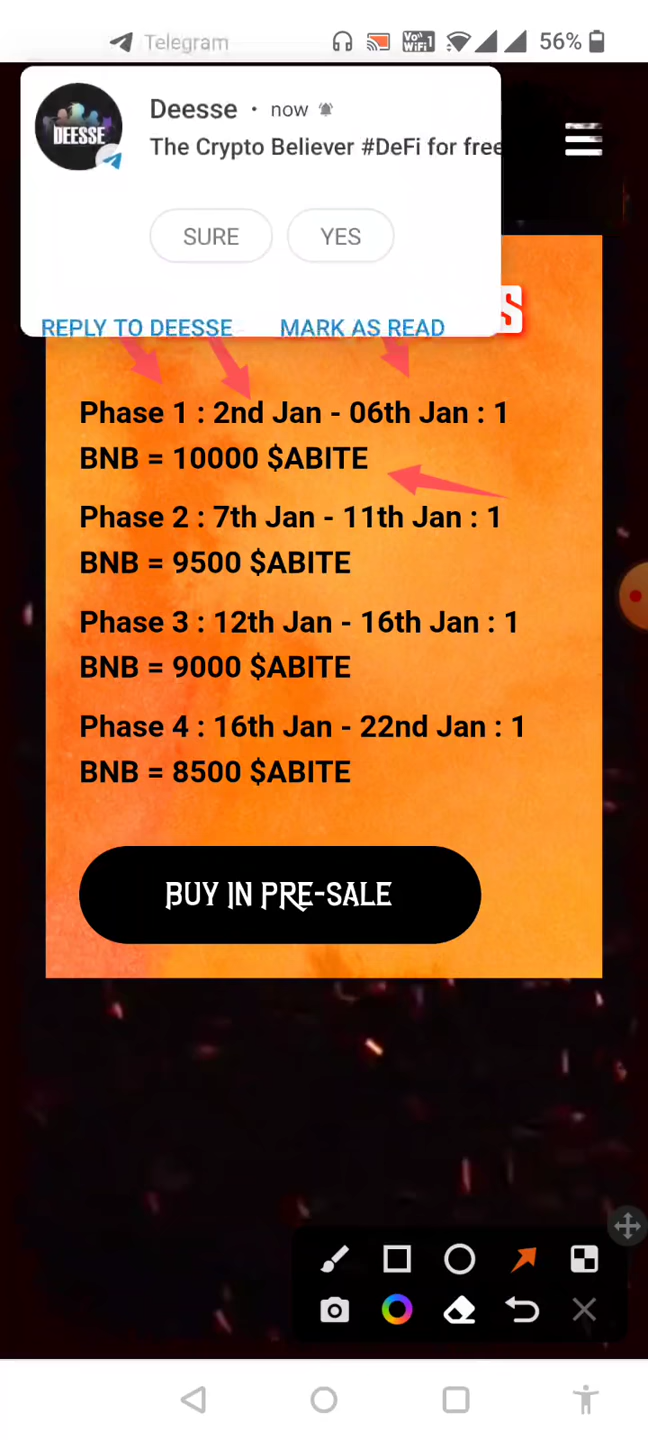 Telegram
Vo WiFi1
56%
DEESSE
Deesse • now
The Crypto Believer #DeFi for free
SURE
YES
REPLY TO DEESSE
MARK AS READ
S
Phase 1 : 2nd Jan - 06th Jan : 1
BNB = 10000 $ABITE
Phase 2 : 7th Jan - 11th Jan : 1
BNB = 9500 $ABITE
Phase 3 : 12th Jan - 16th Jan : 1
BNB = 9000 $ABITE
Phase 4 : 16th Jan - 22nd Jan : 1
BNB = 8500 $ABITE
BUY IN PRE-SALE